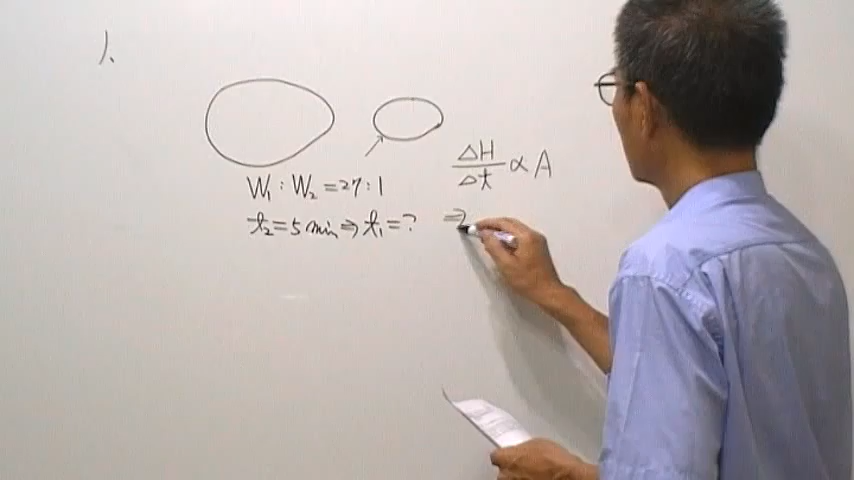 1.
W₁ : W₂ = 27 : 1
t₂ = 5 min ⇒ t₁ = ?
ΔH/Δt ∝ A
⇒